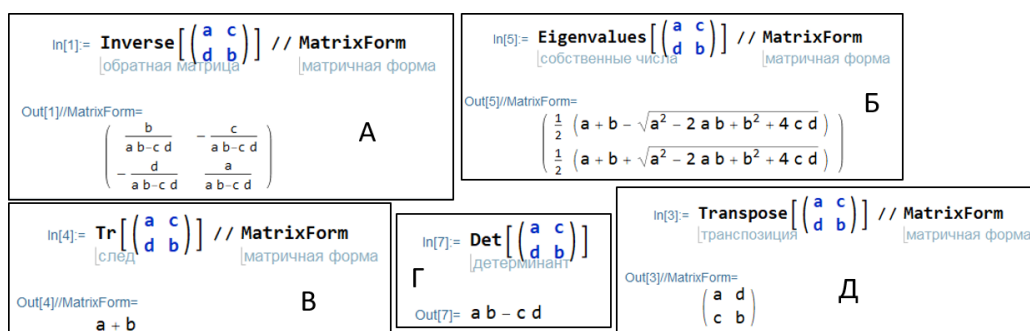 In[1]:= Inverse[(a c
d b)] // MatrixForm
обратная матрица матричная форма
Out[1]//MatrixForm=
b/(a b-c d) -c/(a b-c d)
-d/(a b-c d) a/(a b-c d)
А
In[5]:= Eigenvalues[(a c
d b)] // MatrixForm
собственные числа матричная форма
Out[5]//MatrixForm=
1/2 (a + b - √(a² - 2 a b + b² + 4 c d))
1/2 (a + b + √(a² - 2 a b + b² + 4 c d))
Б
In[4]:= Tr[(a c
d b)] // MatrixForm
след матричная форма
Out[4]//MatrixForm=
a + b
В
In[7]:= Det[(a c
d b)]
детерминант
Г
Out[7]= a b - c d
In[3]:= Transpose[(a c
d b)] // MatrixForm
транспозиция матричная форма
Out[3]//MatrixForm=
(a d
c b)
Д